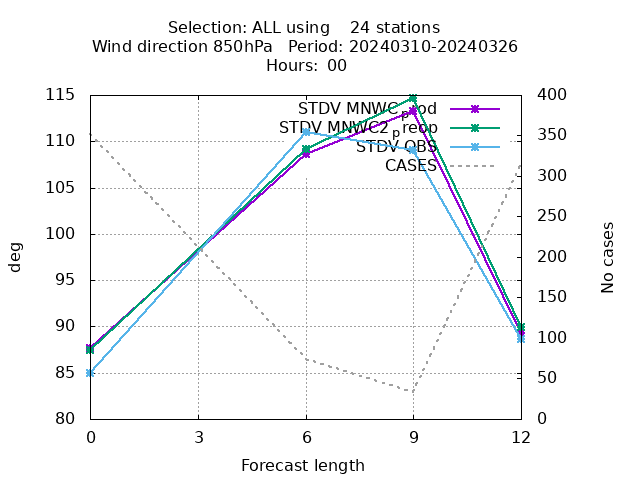 Selection: ALL using    24 stations
Wind direction 850hPa   Period: 20240310-20240326
Hours:  00
115
110
105
100
95
90
85
80
400
350
300
250
200
150
100
50
0
STDV MNWCprod
STDV MNWC2preop
STDV OBS
CASES
deg
No cases
0 3 6 9 12
Forecast length